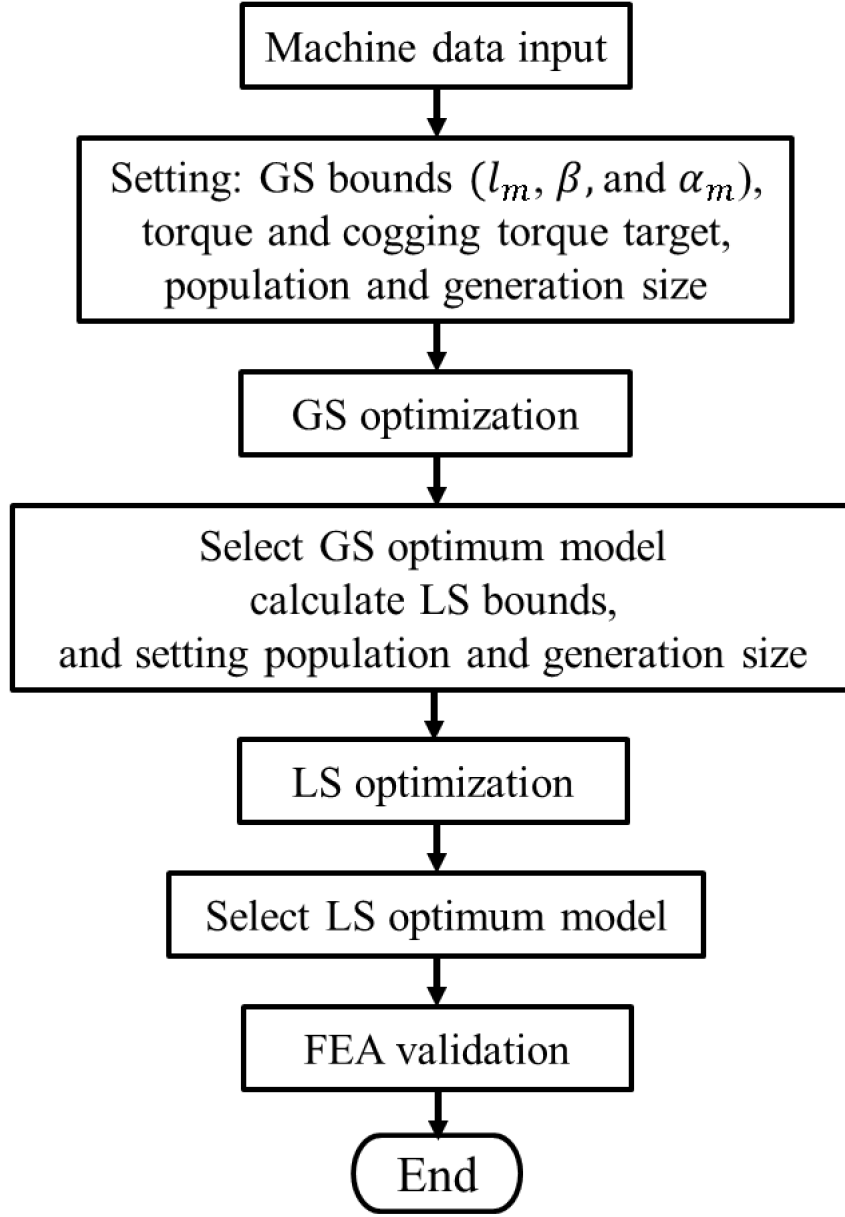 Machine data input
Setting: GS bounds (𝑙𝑚, 𝛽, and 𝛼𝑚),
torque and cogging torque target,
population and generation size
GS optimization
Select GS optimum model
calculate LS bounds,
and setting population and generation size
LS optimization
Select LS optimum model
FEA validation
End